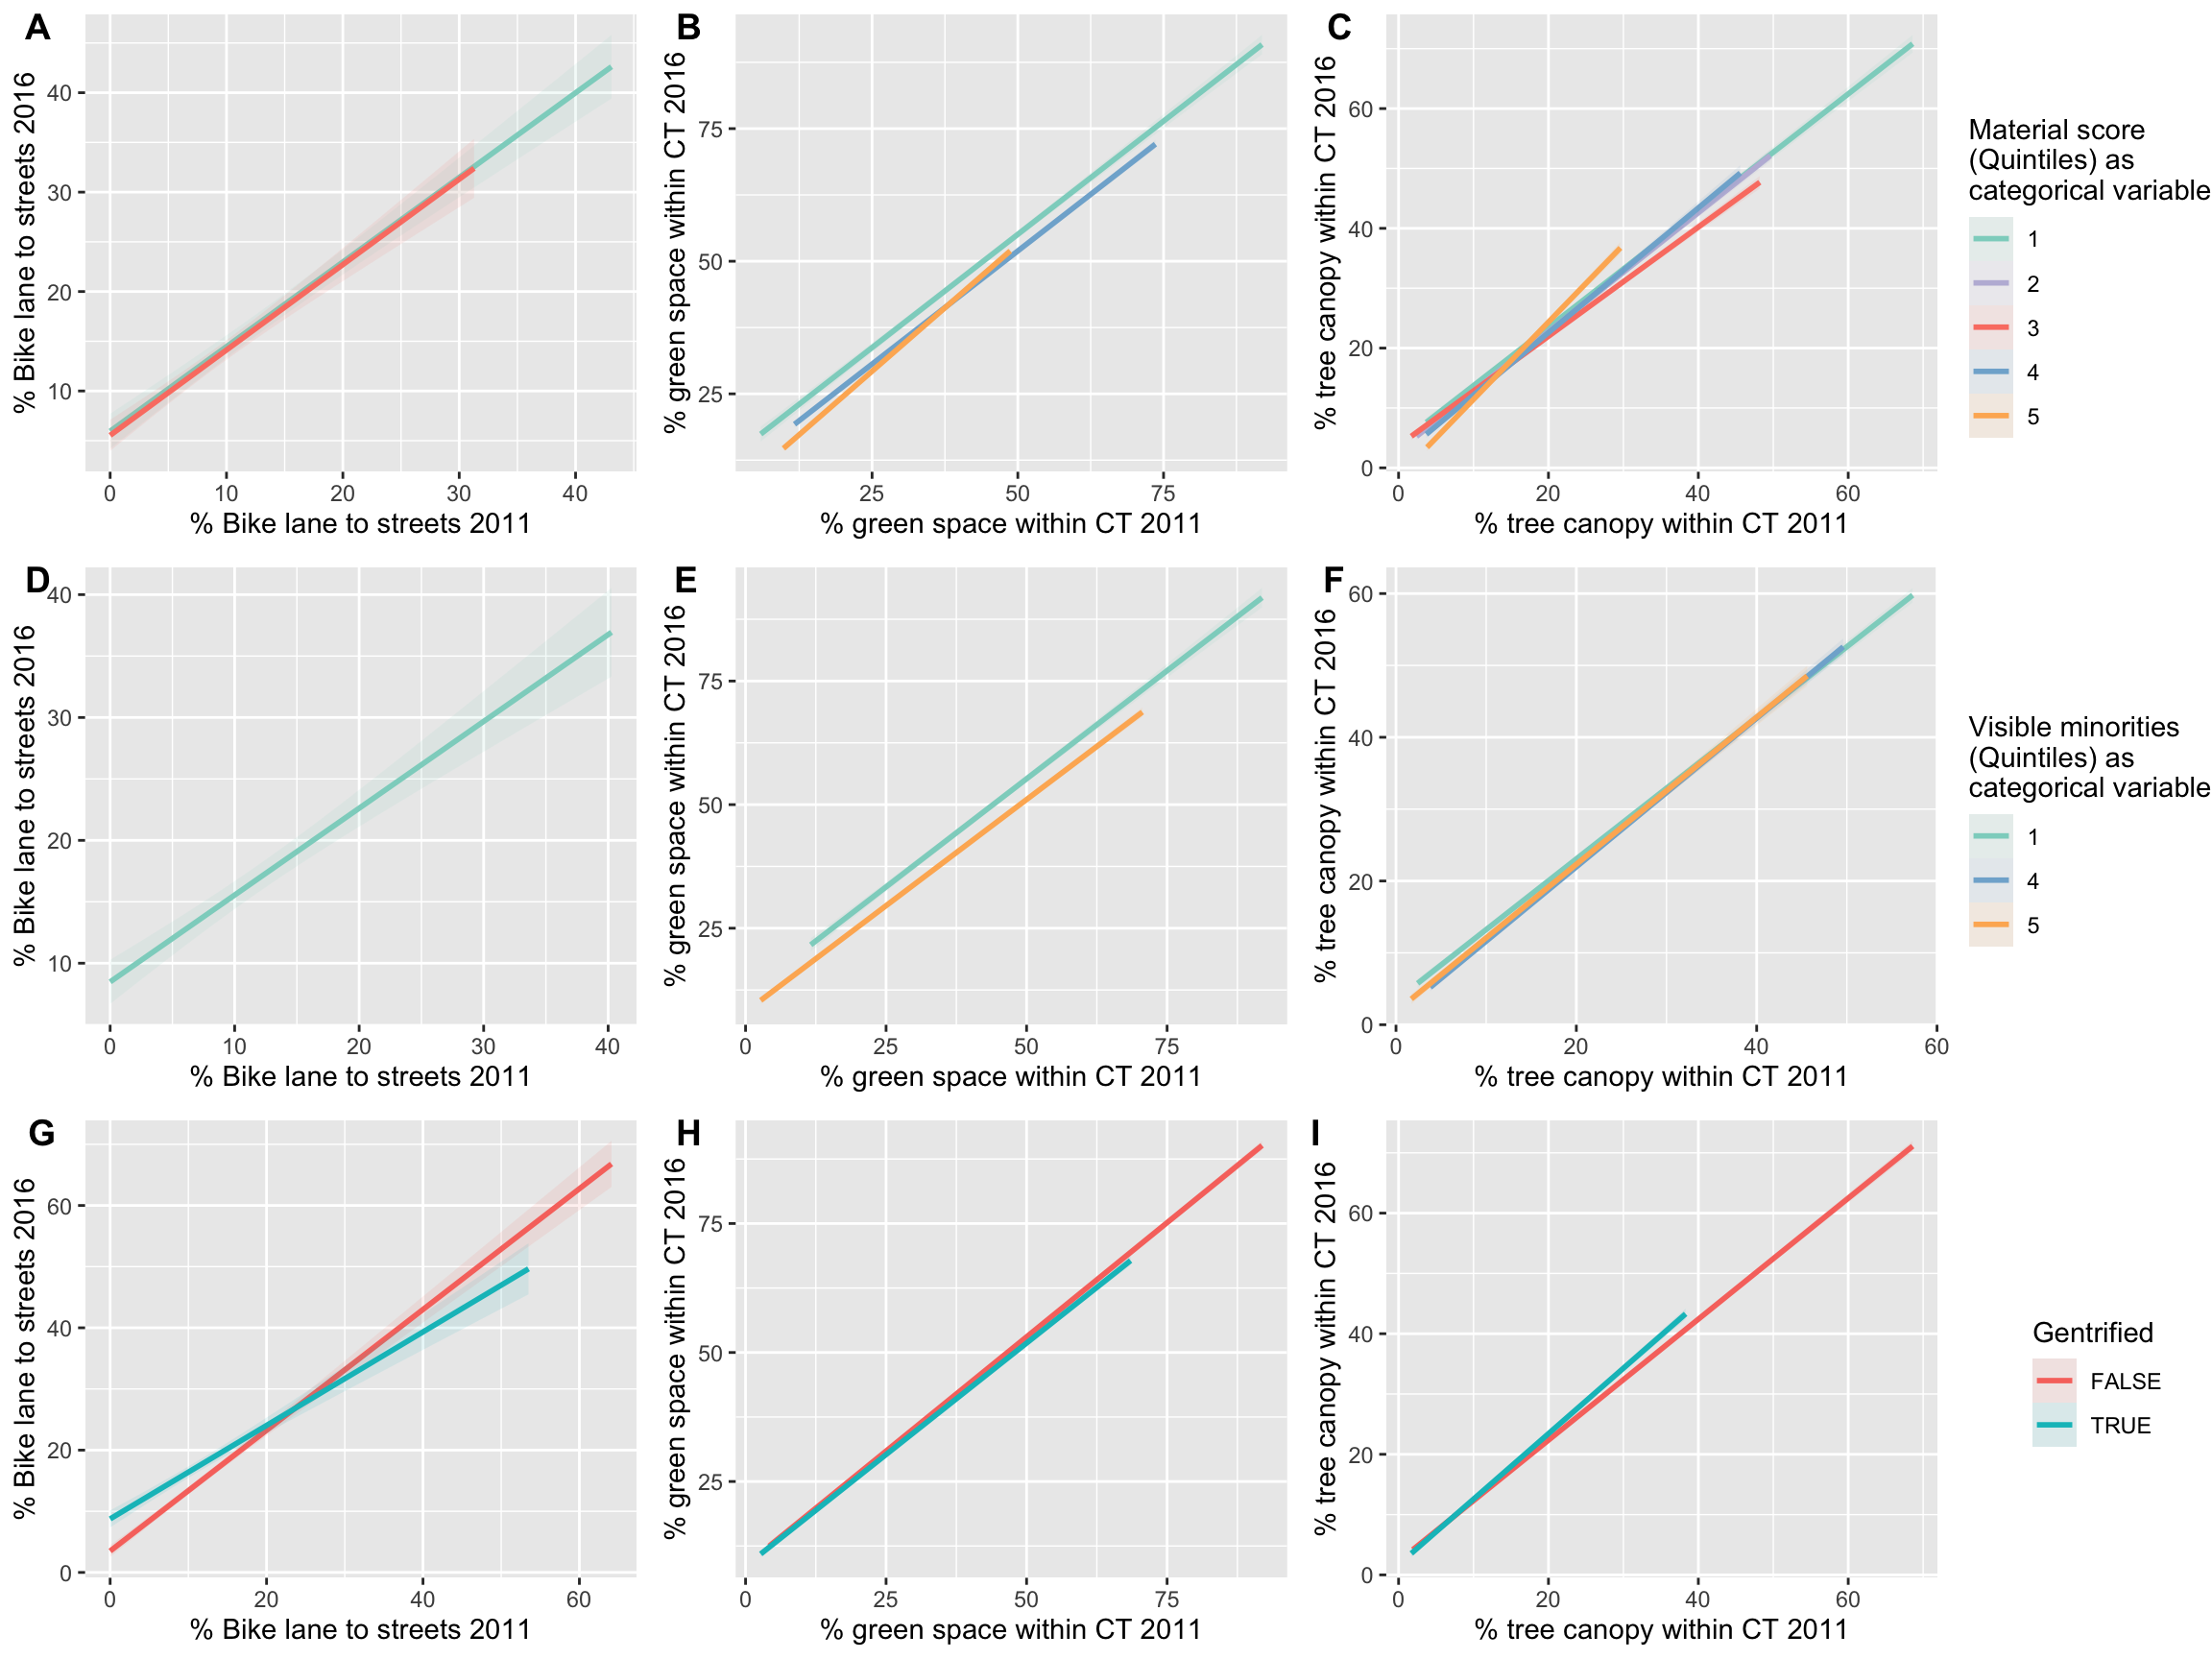 A
% Bike lane to streets 2016
40
30
20
10
0 10 20 30 40
% Bike lane to streets 2011
B
% green space within CT 2016
75
50
25
25 50 75
% green space within CT 2011
C
% tree canopy within CT 2016
60
40
20
0
0 20 40 60
% tree canopy within CT 2011
Material score
(Quintiles) as
categorical variable
1
2
3
4
5
D
% Bike lane to streets 2016
40
30
20
10
0 10 20 30 40
% Bike lane to streets 2011
E
% green space within CT 2016
75
50
25
0 25 50 75
% green space within CT 2011
F
% tree canopy within CT 2016
60
40
20
0
0 20 40 60
% tree canopy within CT 2011
Visible minorities
(Quintiles) as
categorical variable
1
4
5
G
% Bike lane to streets 2016
60
40
20
0
0 20 40 60
% Bike lane to streets 2011
H
% green space within CT 2016
75
50
25
0 25 50 75
% green space within CT 2011
I
% tree canopy within CT 2016
60
40
20
0
0 20 40 60
% tree canopy within CT 2011
Gentrified
FALSE
TRUE